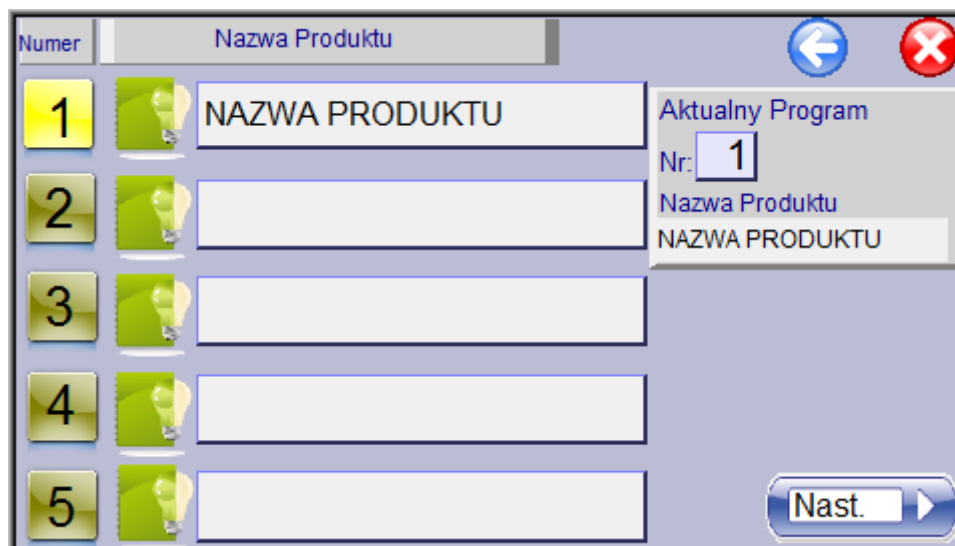 Numer
Nazwa Produktu
1
NAZWA PRODUKTU
Aktualny Program
Nr: 1
2
Nazwa Produktu
NAZWA PRODUKTU
3
4
5
Nast.